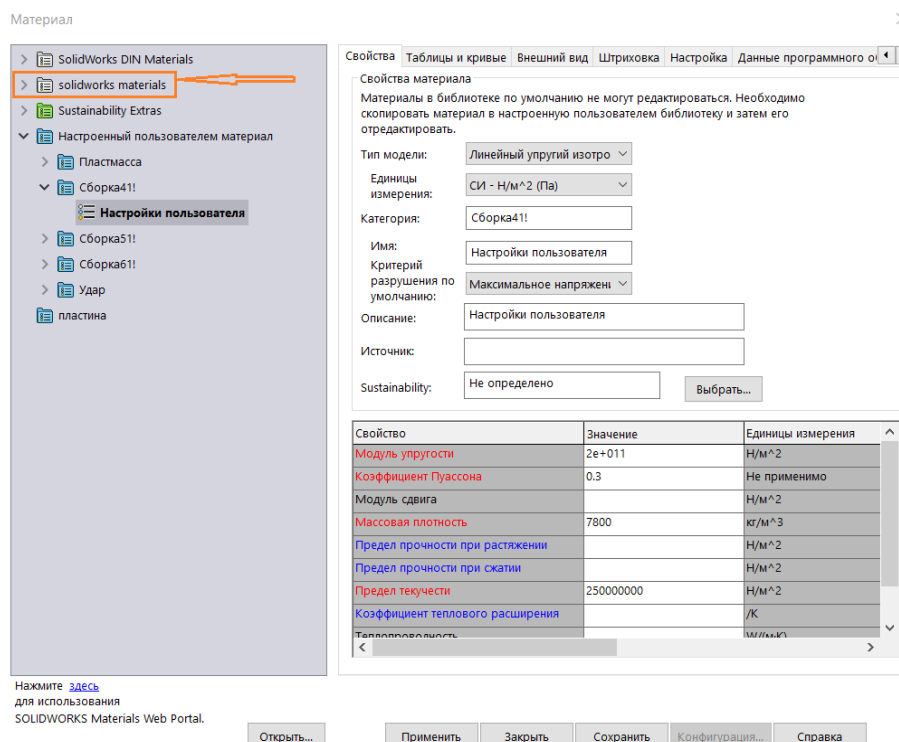 Материал
SolidWorks DIN Materials
solidworks materials
Sustainability Extras
Настроенный пользователем материал
Пластмасса
Сборка41!
Настройки пользователя
Сборка51!
Сборка61!
Удар
пластина
Нажмите здесь
для использования
SOLIDWORKS Materials Web Portal.
Открыть...
Свойства Таблицы и кривые Внешний вид Штриховка Настройка Данные программного
Свойства материала
Материалы в библиотеке по умолчанию не могут редактироваться. Необходимо
скопировать материал в настроенную пользователем библиотеку и затем его
отредактировать.
Тип модели: Линейный упругий изотро
Единицы
измерения: СИ - Н/м^2 (Па)
Категория: Сборка41!
Имя: Настройки пользователя
Критерий
разрушения по
умолчанию: Максимальное напряжен
Описание: Настройки пользователя
Источник:
Sustainability: Не определено Выбрать...
Свойство Значение Единицы измерения
Модуль упругости 2e+011 Н/м^2
Коэффициент Пуассона 0.3 Не применимо
Модуль сдвига Н/м^2
Массовая плотность 7800 кг/м^3
Предел прочности при растяжении Н/м^2
Предел прочности при сжатии Н/м^2
Предел текучести 250000000 Н/м^2
Коэффициент теплового расширения /K
Теплопроводность W/(m·K)
Применить Закрыть Сохранить Конфигурация... Справка